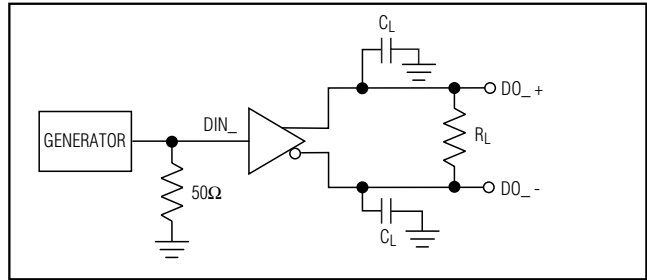 C_L
DO_ +
GENERATOR
DIN_
R_L
50Ω
DO_ -
C_L